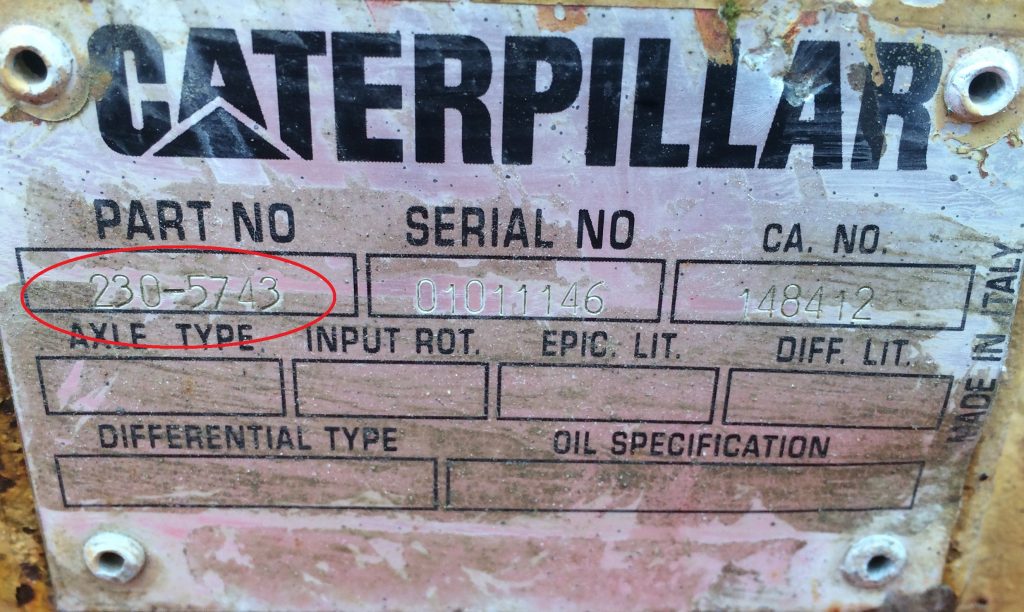 CATERPILLAR
PART NO SERIAL NO CA. NO.
230-5743 01011146 148412
AXLE TYPE. INPUT ROT. EPIC. LIT. DIFF. LIT.
DIFFERENTIAL TYPE OIL SPECIFICATION
MADE IN ITALY